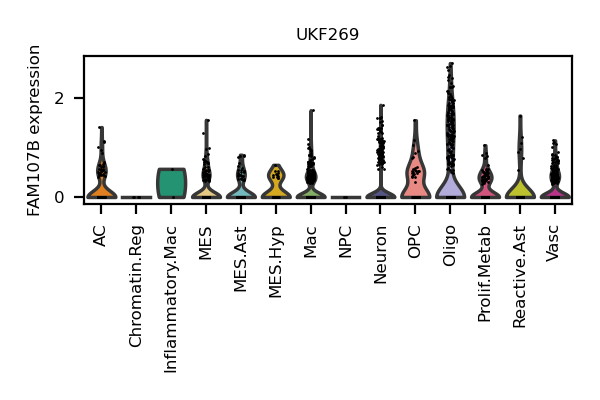 UKF269
FAM107B expression
2
0
AC
Chromatin.Reg
Inflammatory.Mac
MES
MES.Ast
MES.Hyp
Mac
NPC
Neuron
OPC
Oligo
Prolif.Metab
Reactive.Ast
Vasc